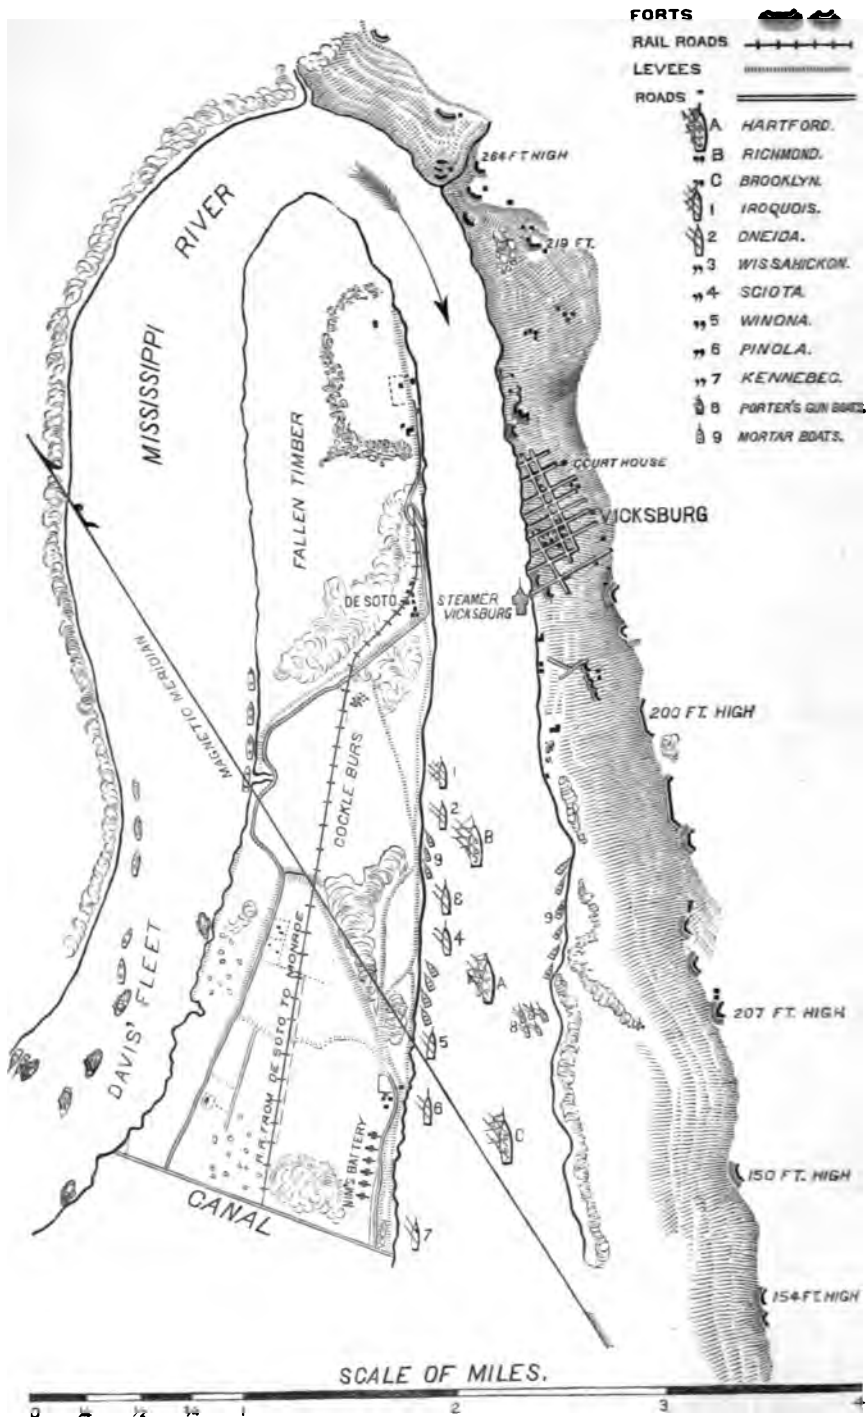 FORTS
RAIL ROADS
LEVEES
ROADS
A HARTFORD.
" B RICHMOND.
" C BROOKLYN.
1 IROQUOIS.
2 ONEIDA.
" 3 WISSAHICKON.
" 4 SCIOTA.
" 5 WINONA.
" 6 PINOLA.
" 7 KENNEBEC.
8 PORTER'S GUN BOATS.
9 MORTAR BOATS.
264 FT HIGH
219 FT.
MISSISSIPPI
RIVER
FALLEN TIMBER
COURT HOUSE
VICKSBURG
DE SOTO
STEAMER
VICKSBURG
MAGNETIC MERIDIAN
200 FT. HIGH
COCKLE BURS
1
2
B
9
3
4
A
9
8
5
6
C
7
207 FT. HIGH
DAVIS' FLEET
R.R. FROM DE SOTO TO MONROE
NIM'S BATTERY
CANAL
150 FT. HIGH
154 FT. HIGH
SCALE OF MILES.
0 1 2 3 4